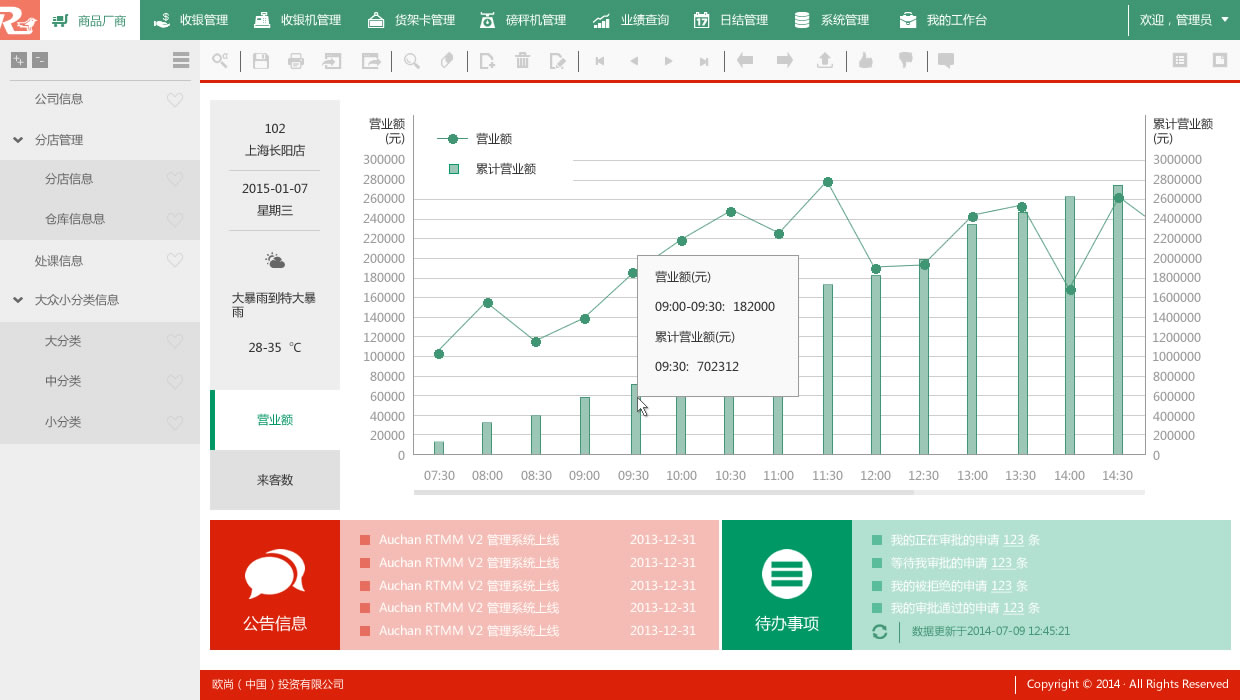 商品厂商
收银管理
收银机管理
货架卡管理
磅秤机管理
业绩查询
日结管理
系统管理
我的工作台
欢迎，管理员
公司信息
分店管理
分店信息
仓库信息息
处课信息
大众小分类信息
大分类
中分类
小分类
102
上海长阳店
2015-01-07
星期三
大暴雨到特大暴
雨
28-35 ℃
营业额
来客数
营业额
(元)
300000
280000
260000
240000
220000
200000
180000
160000
140000
120000
100000
80000
60000
40000
20000
0
营业额
累计营业额
营业额(元)
09:00-09:30: 182000
累计营业额(元)
09:30: 702312
累计营业额
(元)
3000000
2800000
2600000
2400000
2200000
2000000
1800000
1600000
1400000
1200000
1000000
800000
600000
400000
200000
0
07:30 08:00 08:30 09:00 09:30 10:00 10:30 11:00 11:30 12:00 12:30 13:00 13:30 14:00 14:30
公告信息
Auchan RTMM V2 管理系统上线 2013-12-31
Auchan RTMM V2 管理系统上线 2013-12-31
Auchan RTMM V2 管理系统上线 2013-12-31
Auchan RTMM V2 管理系统上线 2013-12-31
Auchan RTMM V2 管理系统上线 2013-12-31
待办事项
我的正在审批的申请 123 条
等待我审批的申请 123 条
我的被拒绝的申请 123 条
我的审批通过的申请 123 条
数据更新于2014-07-09 12:45:21
欧尚（中国）投资有限公司
Copyright © 2014 · All Rights Reserved